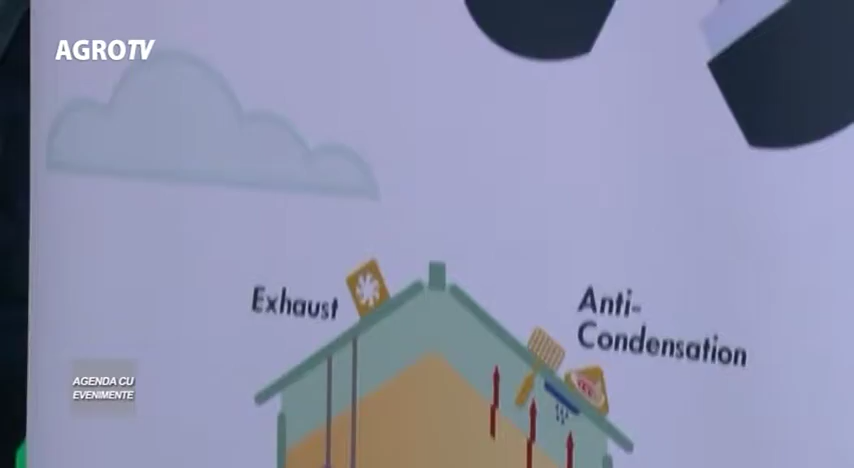 AGROTV
Exhaust
Anti-
Condensation
AGENDA CU
EVENIMENTE